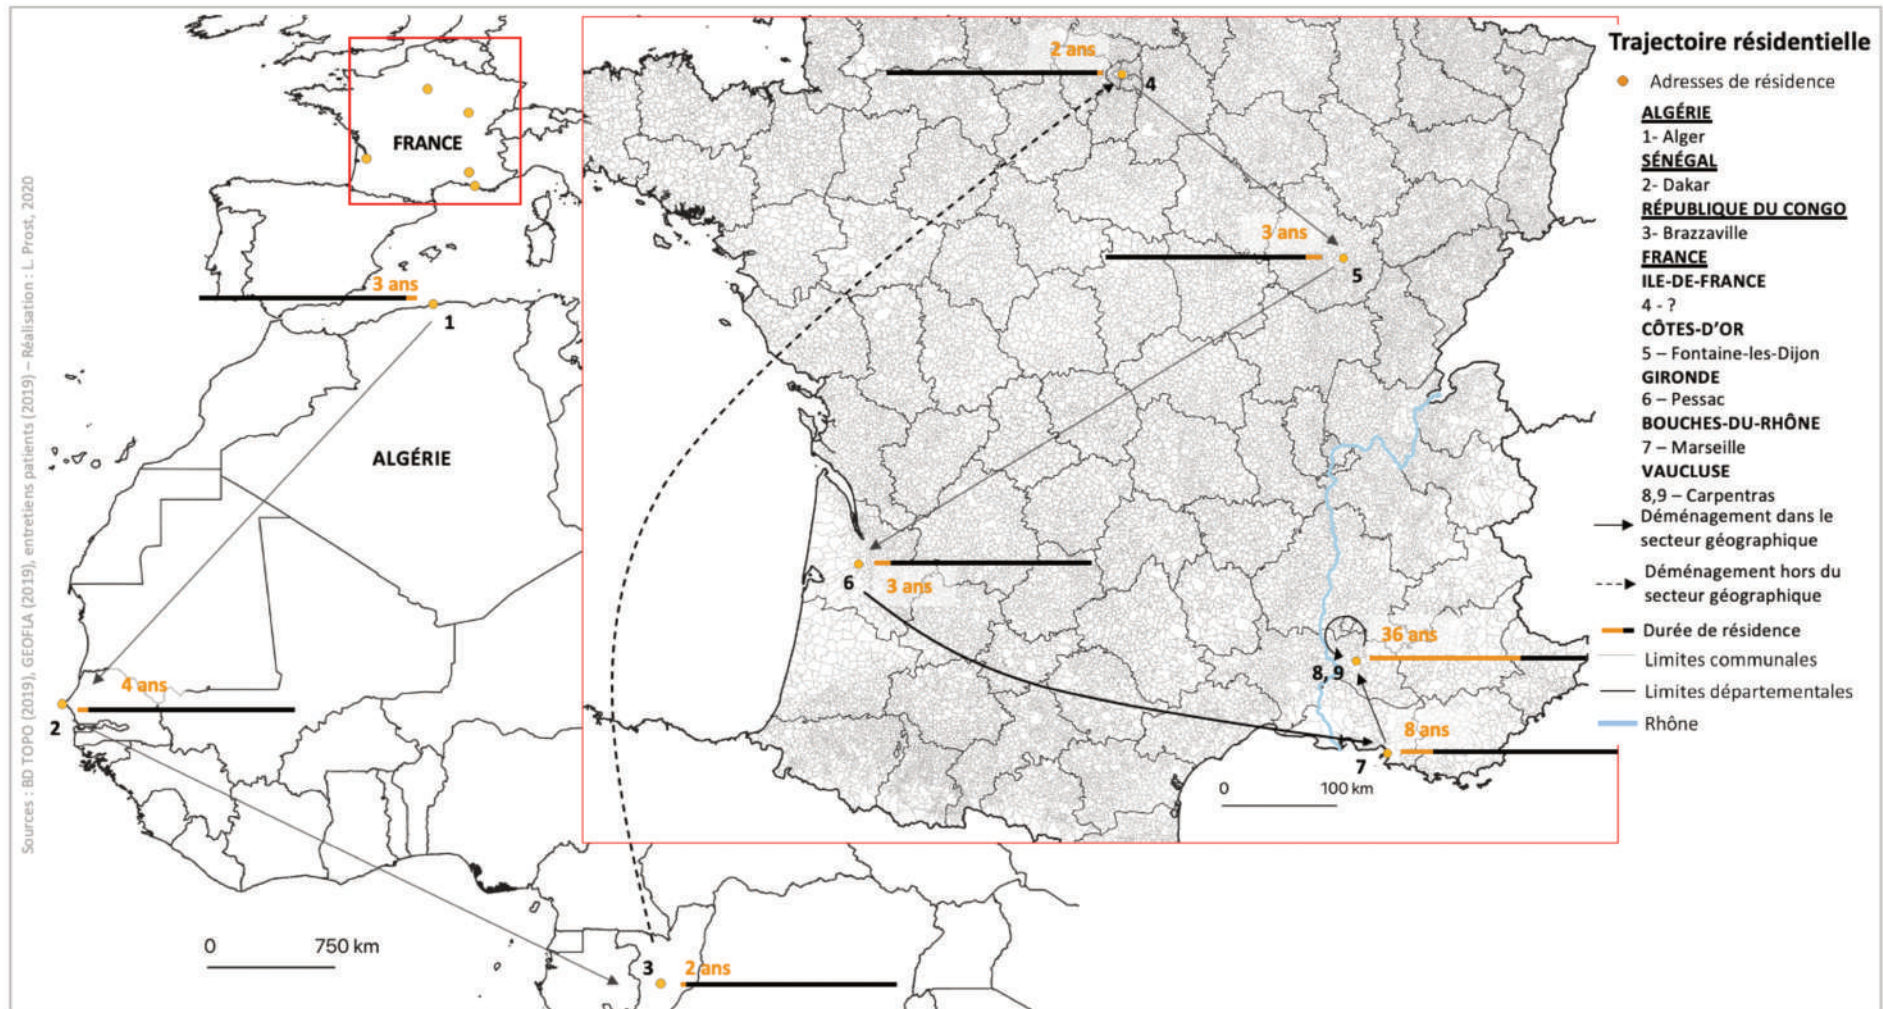 Sources : BD TOPO (2019), GEOFLA (2019), entretiens patients (2019) – Réalisation : L. Prost, 2020
FRANCE
3 ans
1
ALGÉRIE
4 ans
2
0 750 km
3
2 ans
2 ans
4
3 ans
5
6
3 ans
36 ans
8, 9
8 ans
7
0 100 km
Trajectoire résidentielle
Adresses de résidence
ALGÉRIE
1- Alger
SÉNÉGAL
2- Dakar
RÉPUBLIQUE DU CONGO
3- Brazzaville
FRANCE
ILE-DE-FRANCE
4 - ?
CÔTES-D'OR
5 – Fontaine-les-Dijon
GIRONDE
6 – Pessac
BOUCHES-DU-RHÔNE
7 – Marseille
VAUCLUSE
8,9 – Carpentras
Déménagement dans le
secteur géographique
Déménagement hors du
secteur géographique
Durée de résidence
Limites communales
Limites départementales
Rhône